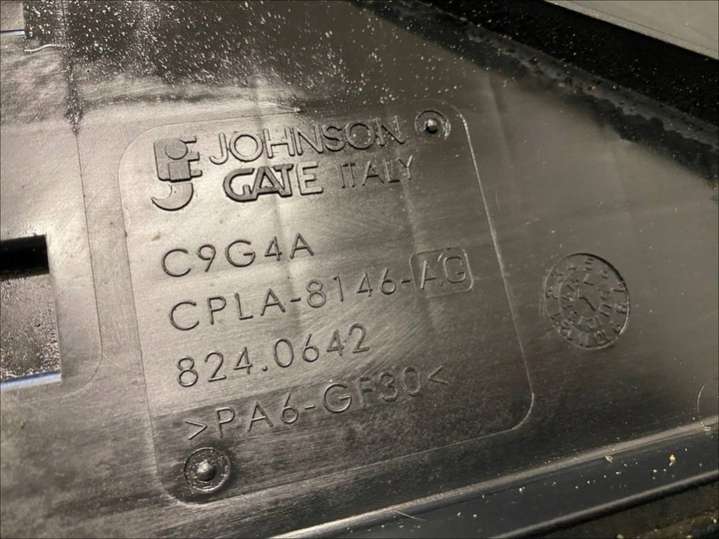 JOHNSON
GATE ITALY
C9G4A
CPLA-8146-AG
824.0642
>PA6-GF30<